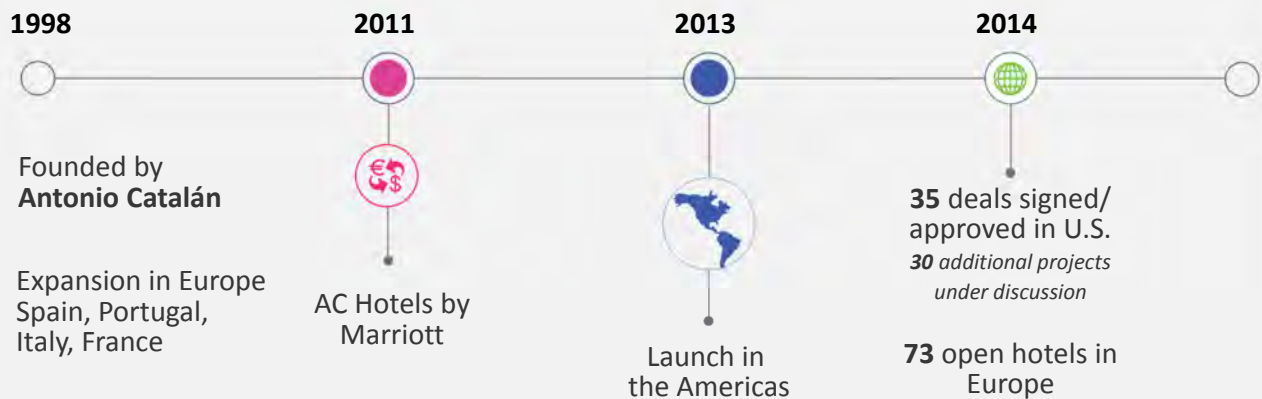 1998
2011
2013
2014
Founded by
Antonio Catalán
Expansion in Europe
Spain, Portugal,
Italy, France
€ $
AC Hotels by
Marriott
Launch in
the Americas
35 deals signed/
approved in U.S.
30 additional projects
under discussion
73 open hotels in
Europe